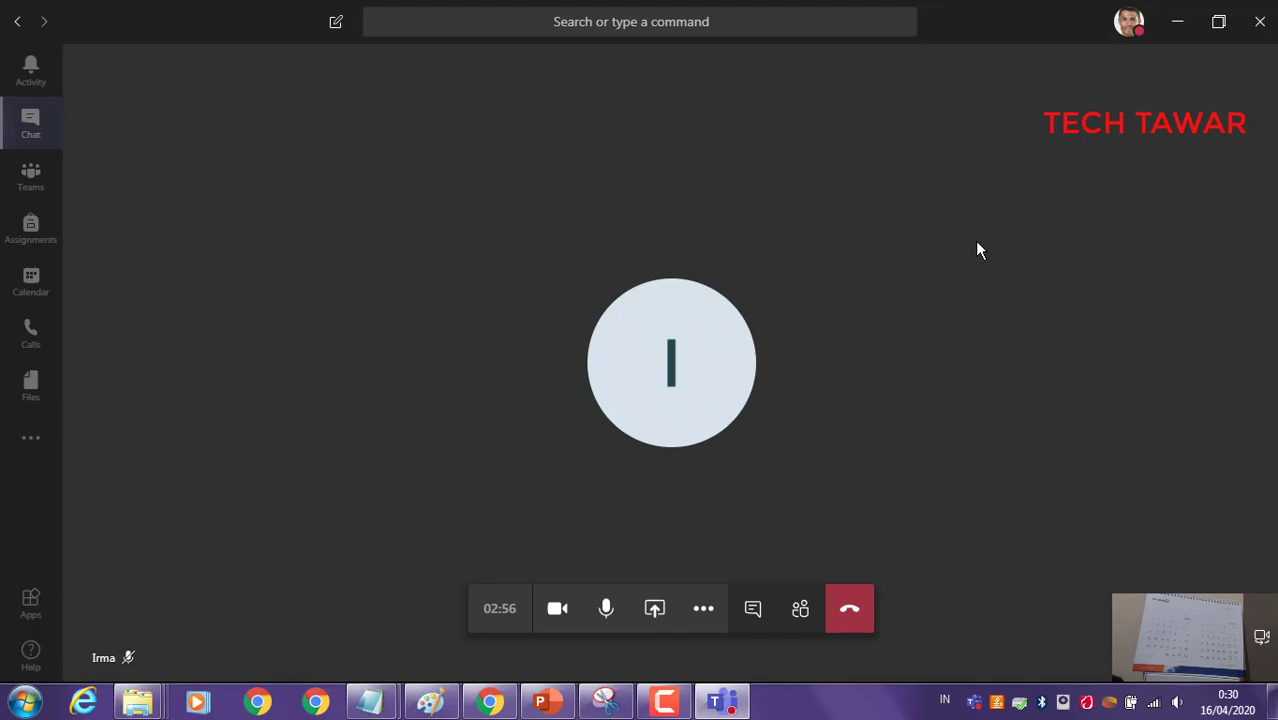 Search or type a command
Activity
TECH TAWAR
Chat
Teams
Assignments
Calendar
Calls
I
Files
Apps
02:56
Help
Irma
IN
0:30
16/04/2020